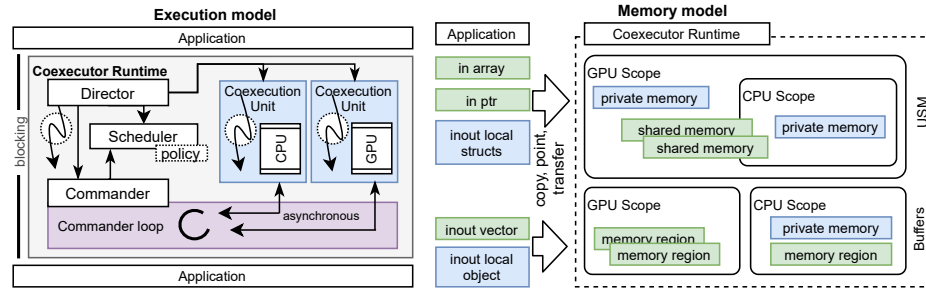 Execution model
Application
blocking
Coexecutor Runtime
Director
Scheduler
policy
Commander
Commander loop
asynchronous
Coexecution
Unit
CPU
Coexecution
Unit
GPU
Application
Memory model
Application
in array
in ptr
inout local
structs
inout vector
inout local
object
copy, point,
transfer
Coexecutor Runtime
GPU Scope
private memory
shared memory
shared memory
CPU Scope
private memory
USM
GPU Scope
memory region
memory region
CPU Scope
private memory
memory region
Buffers